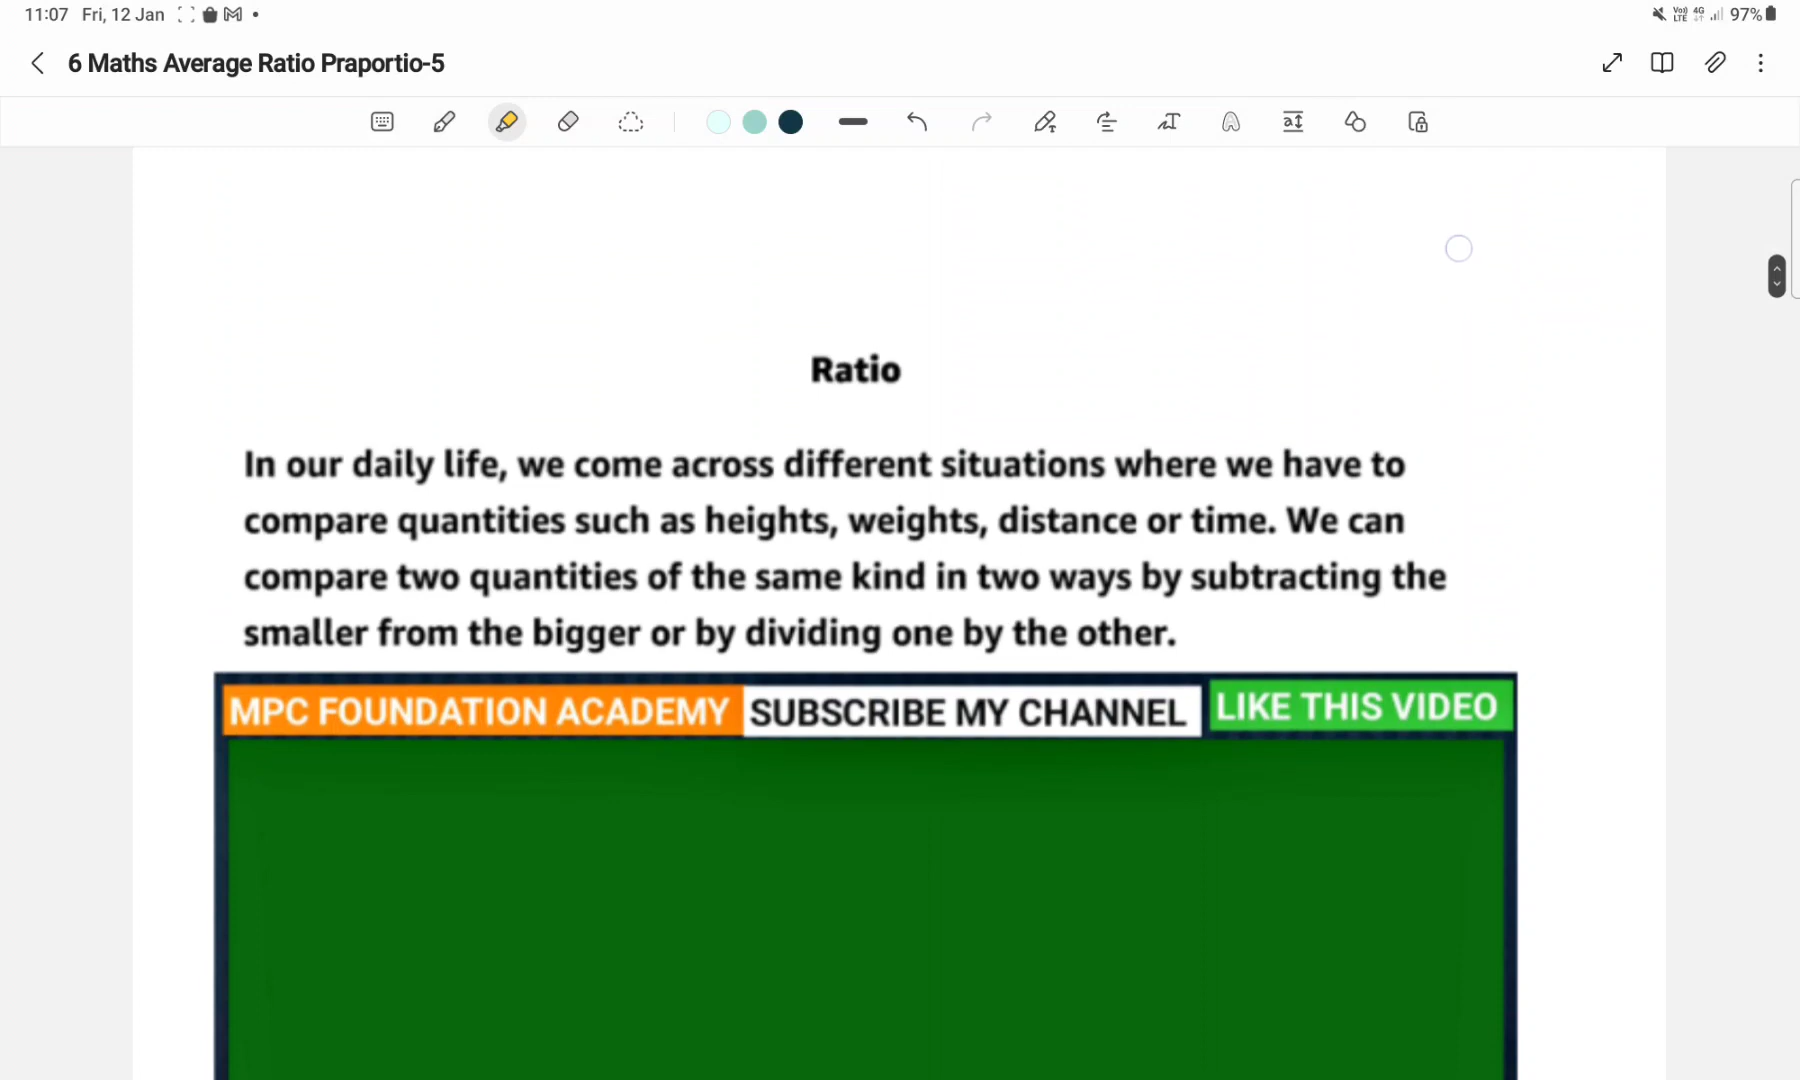 11:07 Fri, 12 Jan
Vo)) LTE 4G 97%
6 Maths Average Ratio Praportio-5
Ratio
In our daily life, we come across different situations where we have to
compare quantities such as heights, weights, distance or time. We can
compare two quantities of the same kind in two ways by subtracting the
smaller from the bigger or by dividing one by the other.
MPC FOUNDATION ACADEMY SUBSCRIBE MY CHANNEL LIKE THIS VIDEO